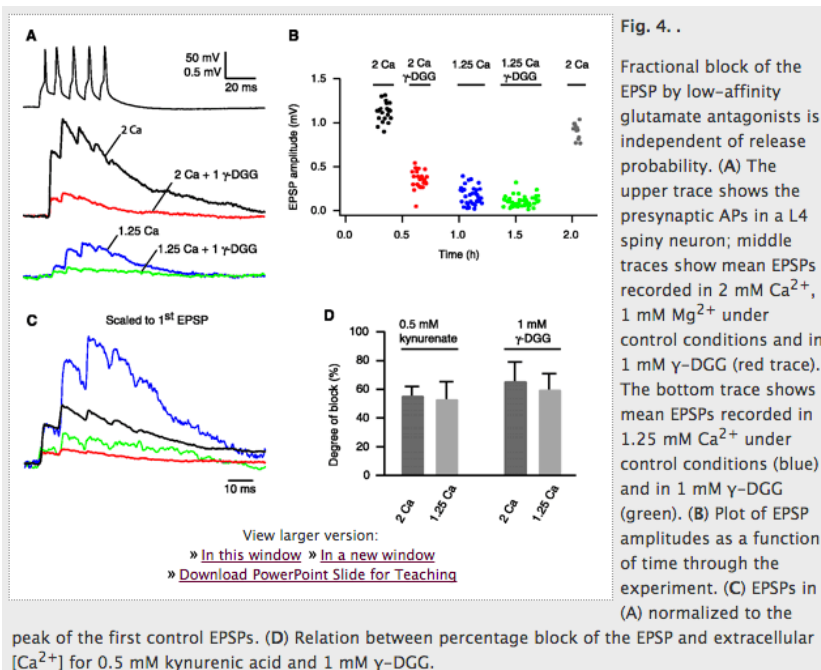 Fig. 4. .
A
50 mV
0.5 mV
20 ms
2 Ca
2 Ca + 1 γ-DGG
1.25 Ca
1.25 Ca + 1 γ-DGG
B
2 Ca
2 Ca
γ-DGG
1.25 Ca
1.25 Ca
γ-DGG
2 Ca
EPSP amplitude (mV)
1.5
1.0
0.5
0.0
0.0 0.5 1.0 1.5 2.0
Time (h)
C
Scaled to 1st EPSP
10 ms
D
0.5 mM
kynurenate
1 mM
γ-DGG
Degree of block (%)
100
80
60
40
20
0
2 Ca
1.25 Ca
2 Ca
1.25 Ca
View larger version:
» In this window » In a new window
» Download PowerPoint Slide for Teaching
Fractional block of the
EPSP by low-affinity
glutamate antagonists is
independent of release
probability. (A) The
upper trace shows the
presynaptic APs in a L4
spiny neuron; middle
traces show mean EPSPs
recorded in 2 mM Ca2+,
1 mM Mg2+ under
control conditions and in
1 mM γ-DGG (red trace).
The bottom trace shows
mean EPSPs recorded in
1.25 mM Ca2+ under
control conditions (blue)
and in 1 mM γ-DGG
(green). (B) Plot of EPSP
amplitudes as a function
of time through the
experiment. (C) EPSPs in
(A) normalized to the
peak of the first control EPSPs. (D) Relation between percentage block of the EPSP and extracellular
[Ca2+] for 0.5 mM kynurenic acid and 1 mM γ-DGG.